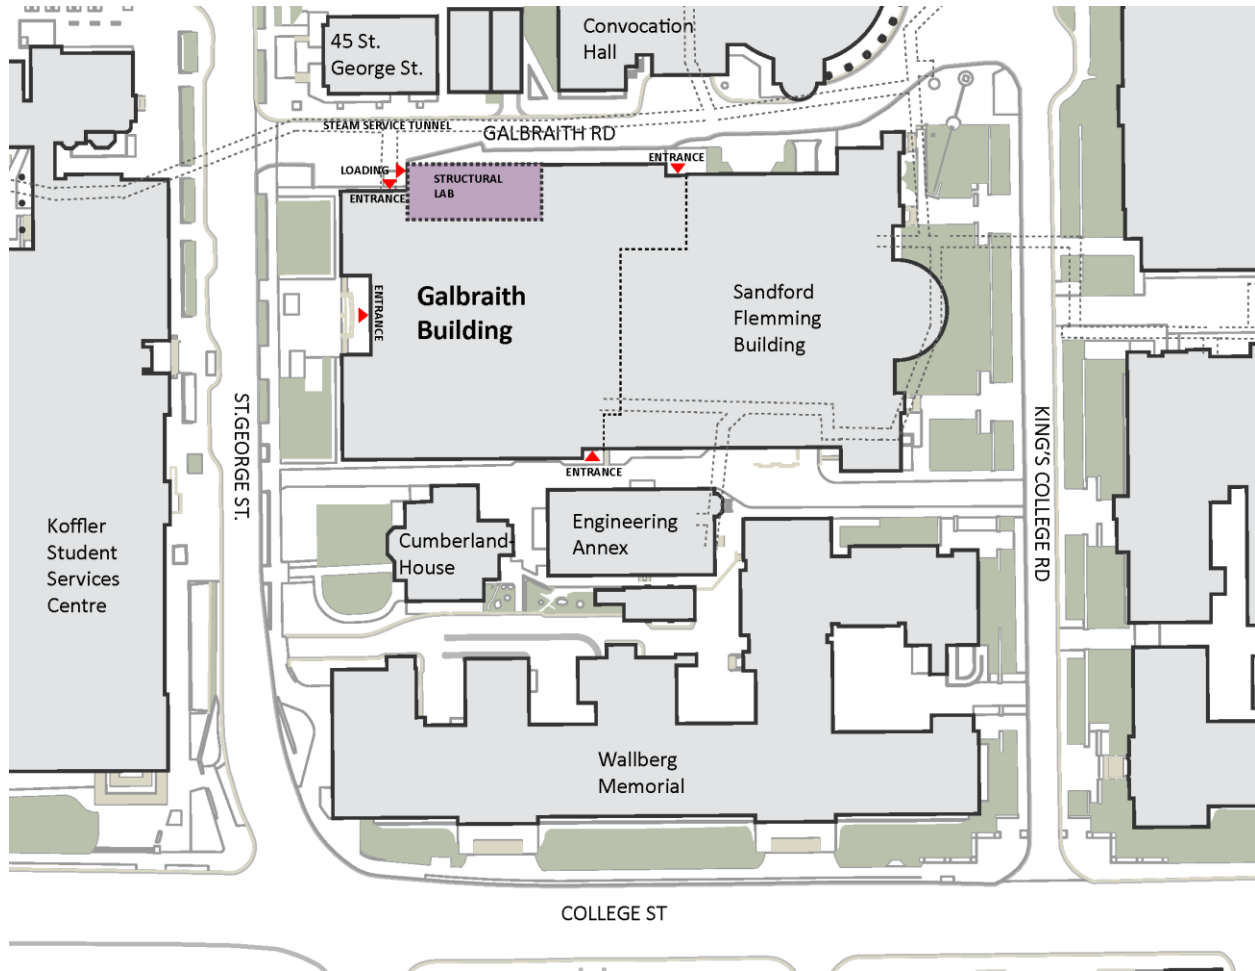 Convocation
Hall
45 St.
George St.
STEAM SERVICE TUNNEL
GALBRAITH RD
LOADING
ENTRANCE
STRUCTURAL
LAB
ENTRANCE
ENTRANCE
Galbraith
Building
Sandford
Flemming
Building
ST.GEORGE ST.
KING'S COLLEGE RD
ENTRANCE
Koffler
Student
Services
Centre
Cumberland-
House
Engineering
Annex
Wallberg
Memorial
COLLEGE ST